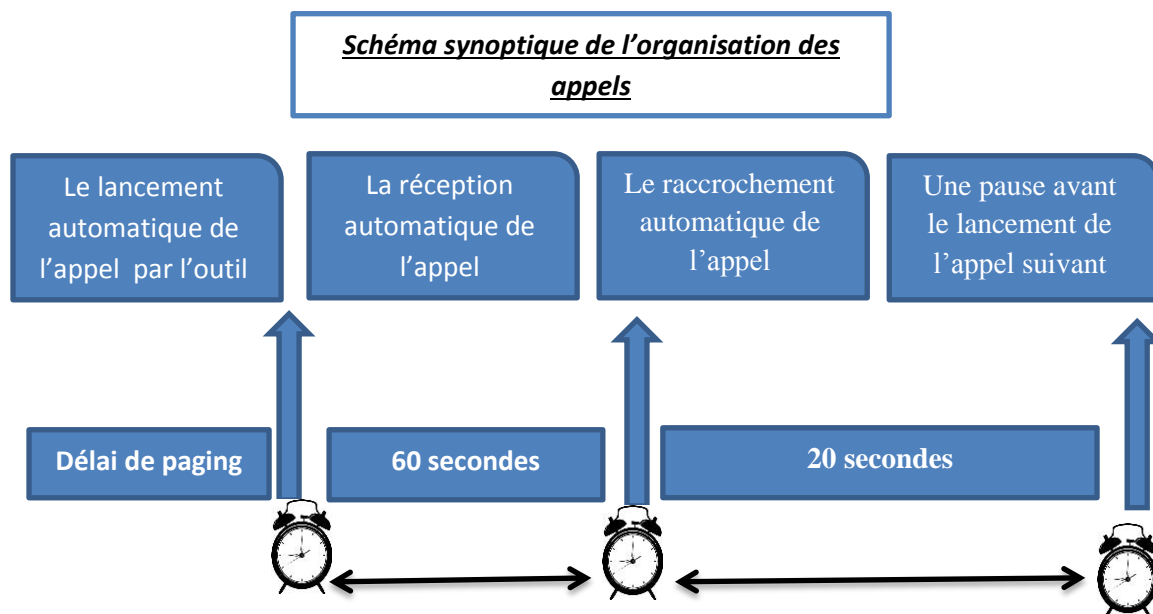 Schéma synoptique de l’organisation des
appels
Le lancement
automatique de
l’appel par l’outil
La réception
automatique de
l’appel
Le raccrochement
automatique de
l’appel
Une pause avant
le lancement de
l’appel suivant
Délai de paging
60 secondes
20 secondes